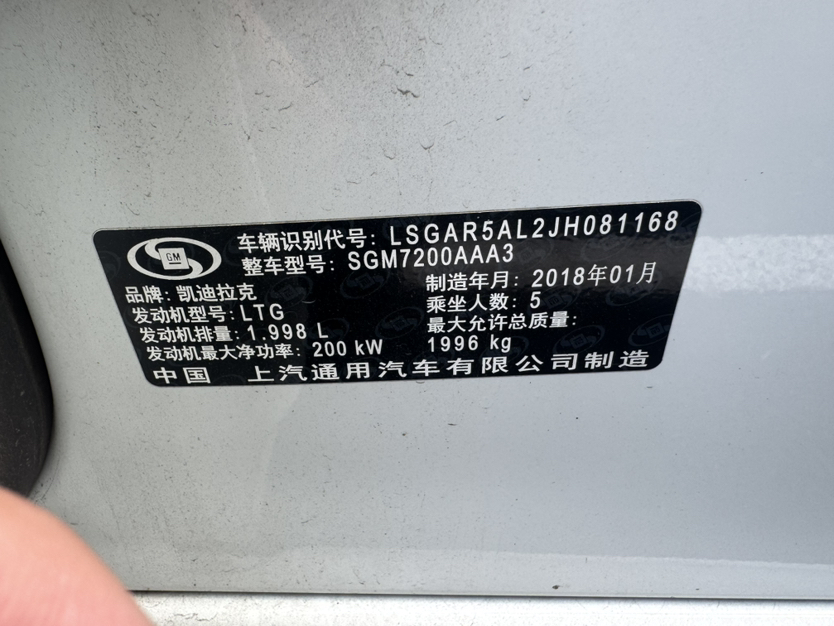 GM
车辆识别代号: LSGAR5AL2JH081168
整车型号: SGM7200AAA3
品牌: 凯迪拉克
制造年月: 2018年01月
发动机型号: LTG
乘坐人数: 5
发动机排量: 1.998 L
最大允许总质量:
发动机最大净功率: 200 kW
1996 kg
中国 上汽通用汽车有限公司制造